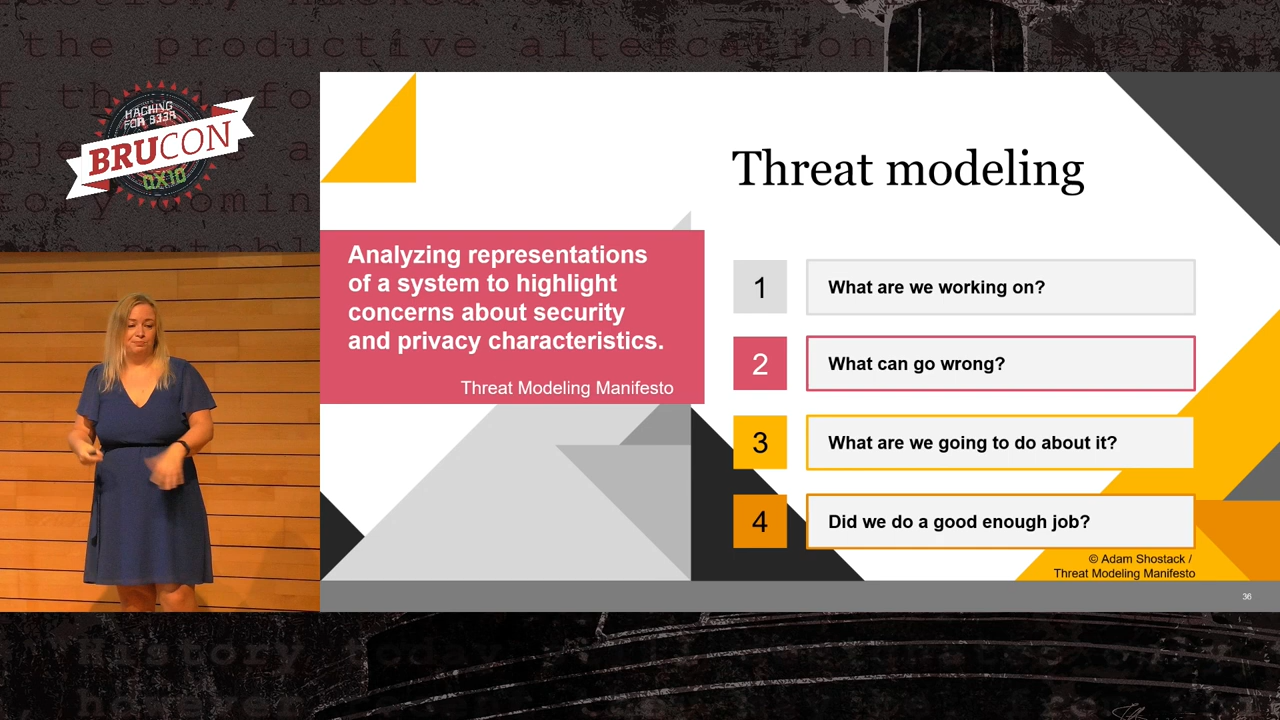 the productive altercation
HACKING
FOR B33R
BRUCON
0X10
Threat modeling
Analyzing representations
of a system to highlight
concerns about security
and privacy characteristics.
Threat Modeling Manifesto
1
What are we working on?
2
What can go wrong?
3
What are we going to do about it?
4
Did we do a good enough job?
© Adam Shostack /
Threat Modeling Manifesto
36
History today
however